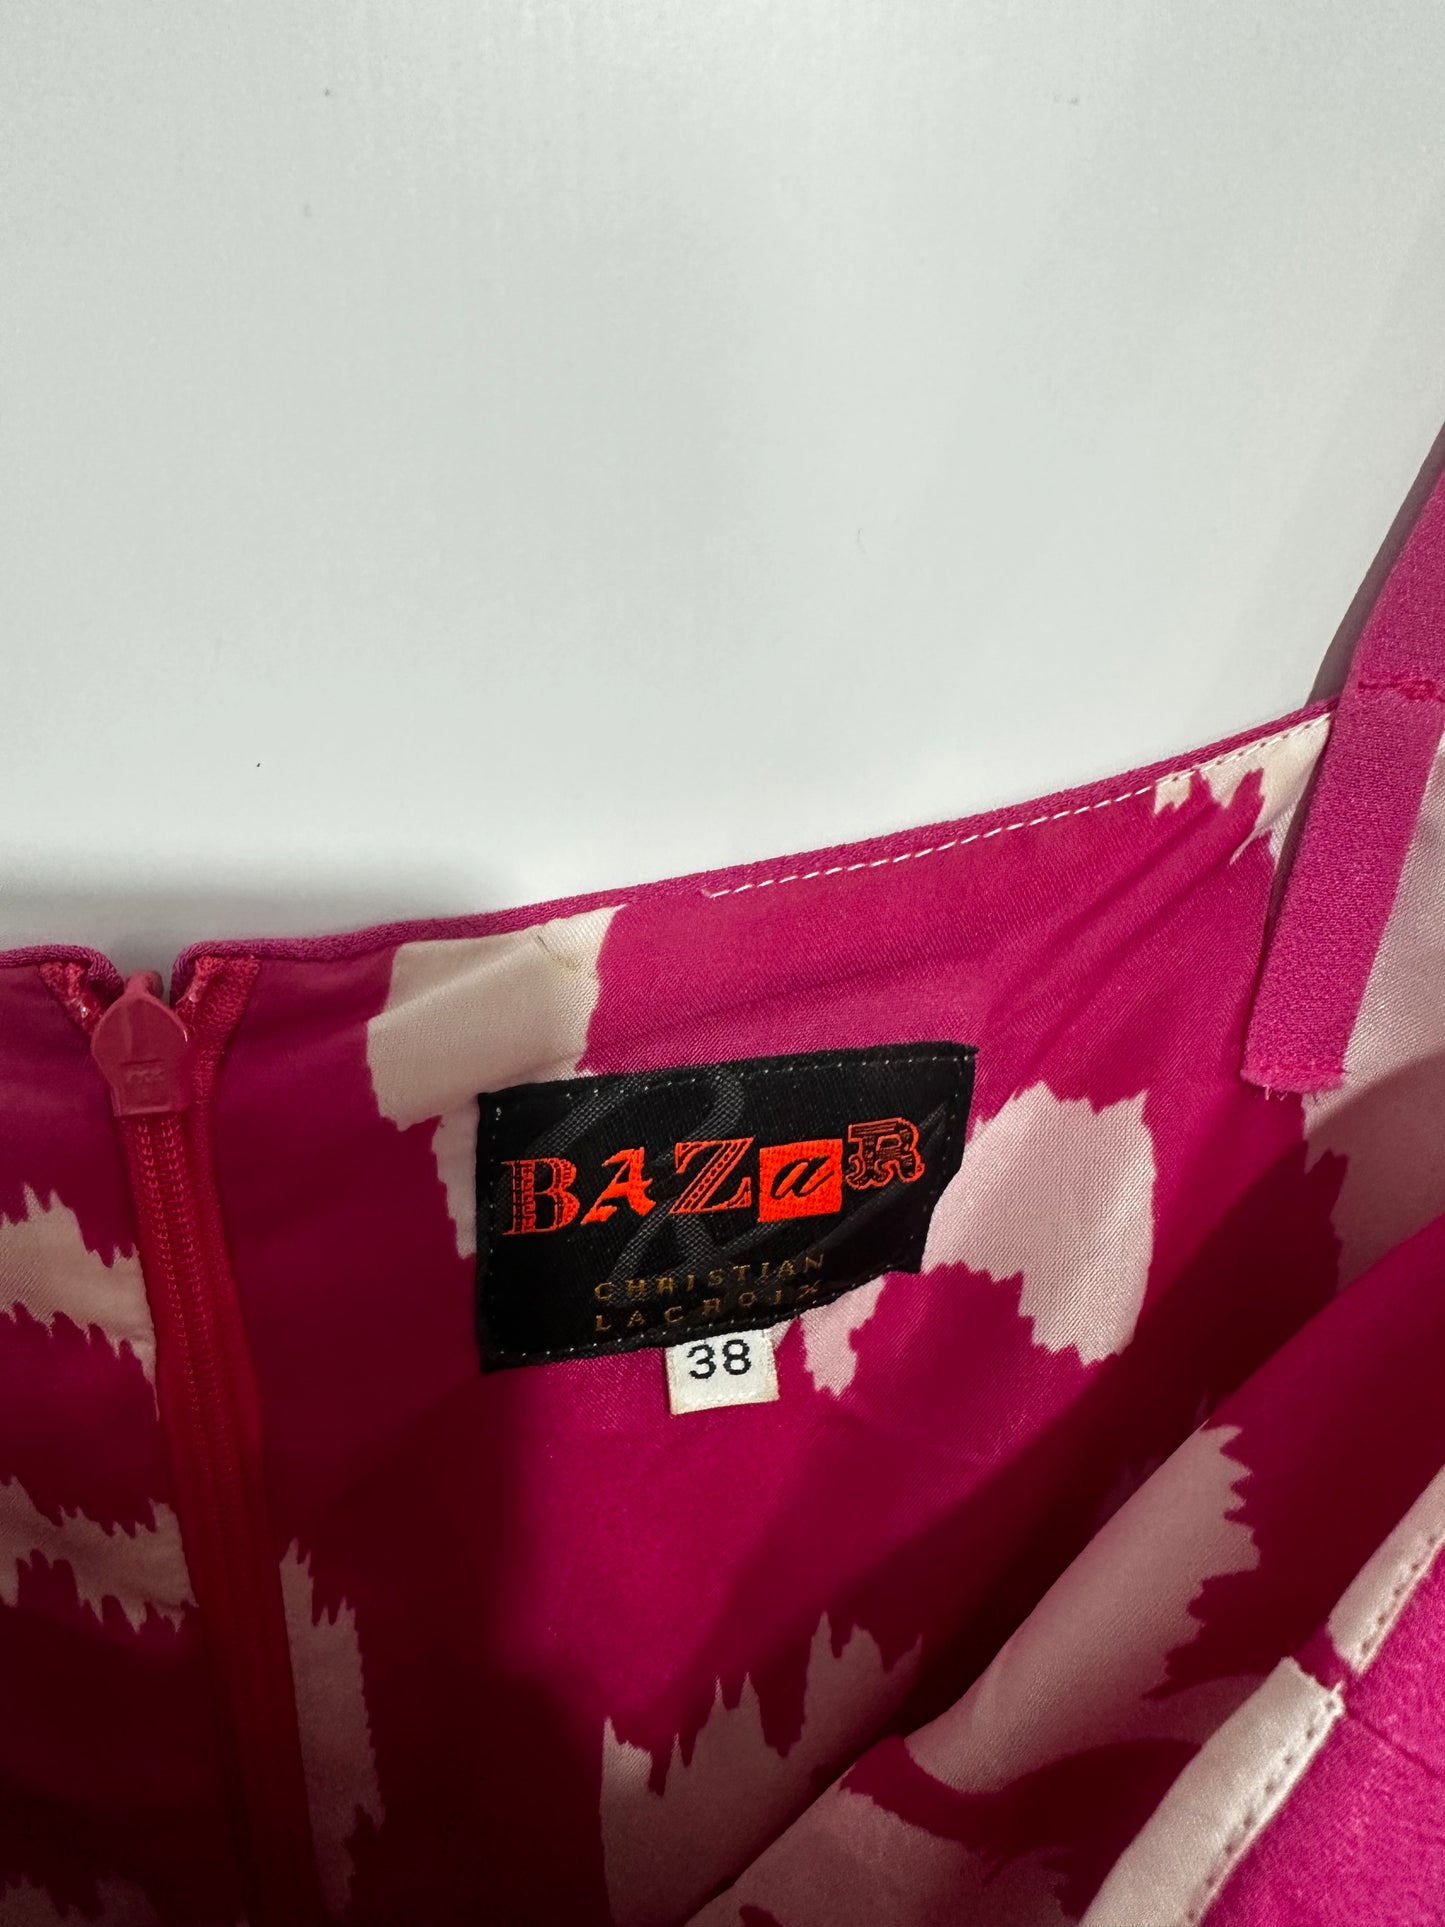 BAZaR
CHRISTIAN
LACROIX
38